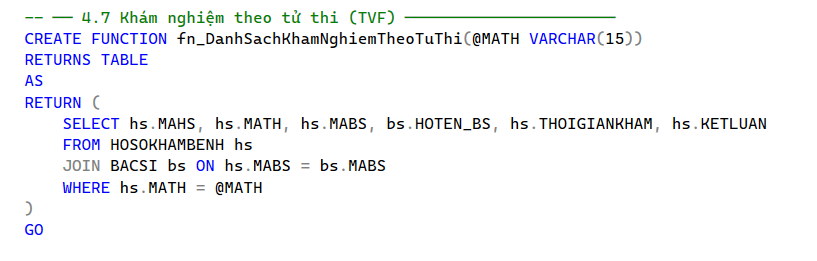 -- ── 4.7 Khám nghiệm theo tử thi (TVF) ──────────────────────
CREATE FUNCTION fn_DanhSachKhamNghiemTheoTuThi(@MATH VARCHAR(15))
RETURNS TABLE
AS
RETURN (
    SELECT hs.MAHS, hs.MATH, hs.MABS, bs.HOTEN_BS, hs.THOIGIANKHAM, hs.KETLUAN
    FROM HOSOKHAMBENH hs
    JOIN BACSI bs ON hs.MABS = bs.MABS
    WHERE hs.MATH = @MATH
)
GO